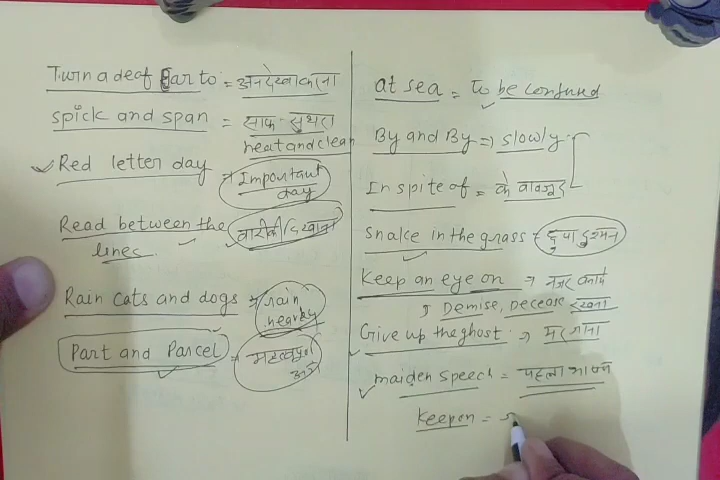 Turn a deaf Ear to = अनदेखा करना
spick and span = साफ-सुथरा
neat and clean
Red letter day → Important
day
Read between the
lines
Rain cats and dogs → rain
heavky
Part and Parcel = महत्वपूर्ण
at sea = to be confused
By and By => slowly
In spite of = के बावजूद
snake in the grass = छुपा दुश्मन
Keep an eye on → नजर बनाये
रखना
→ Demise, decease
Give up the ghost → मर जाना
maiden speech = पहला भाषण
Keep on =